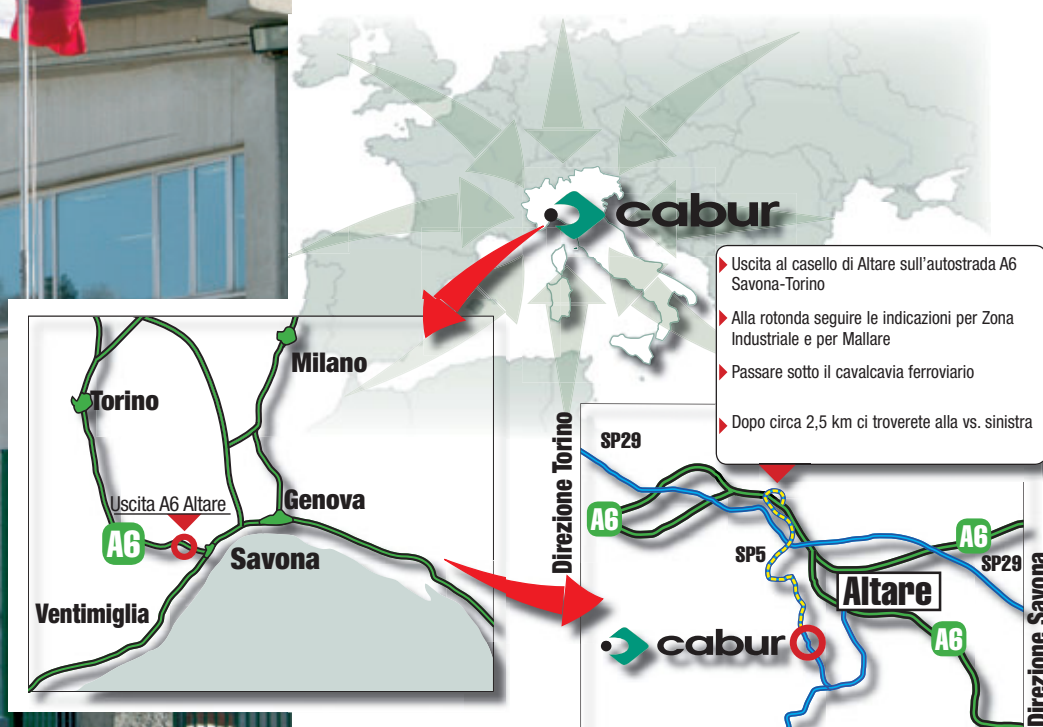 cabur
Uscita al casello di Altare sull'autostrada A6
Savona-Torino
Alla rotonda seguire le indicazioni per Zona
Industriale e per Mallare
Passare sotto il cavalcavia ferroviario
Dopo circa 2,5 km ci troverete alla vs. sinistra
Milano
Torino
Uscita A6 Altare
Genova
A6
Savona
Ventimiglia
Direzione Torino
SP29
A6
A6
SP5
SP29
Altare
cabur
A6
Direzione Savona